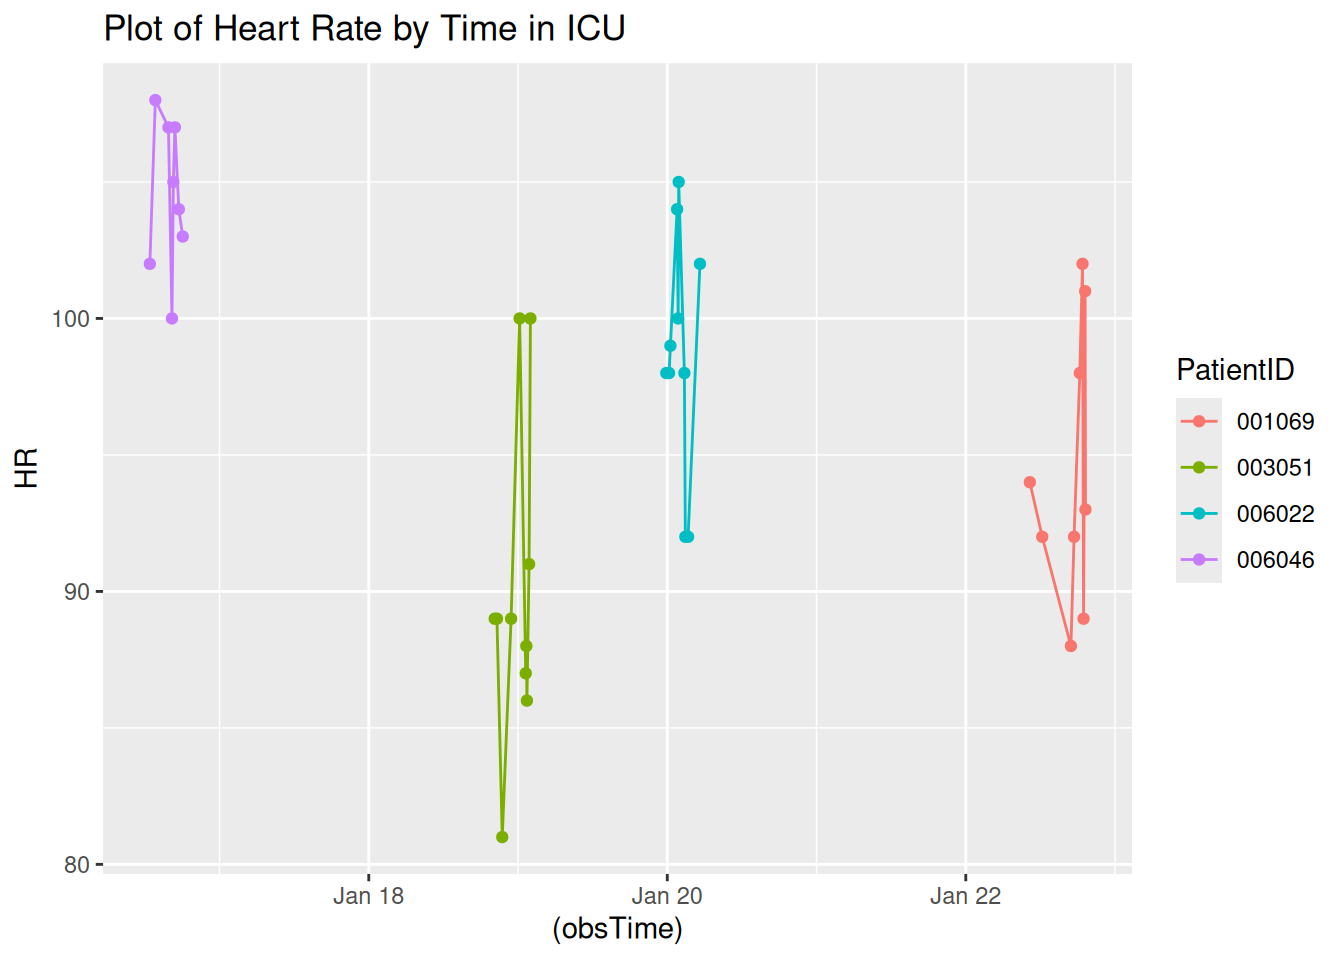 Plot of Heart Rate by Time in ICU
HR
100
90
80
Jan 18
Jan 20
Jan 22
(obsTime)
PatientID
001069
003051
006022
006046